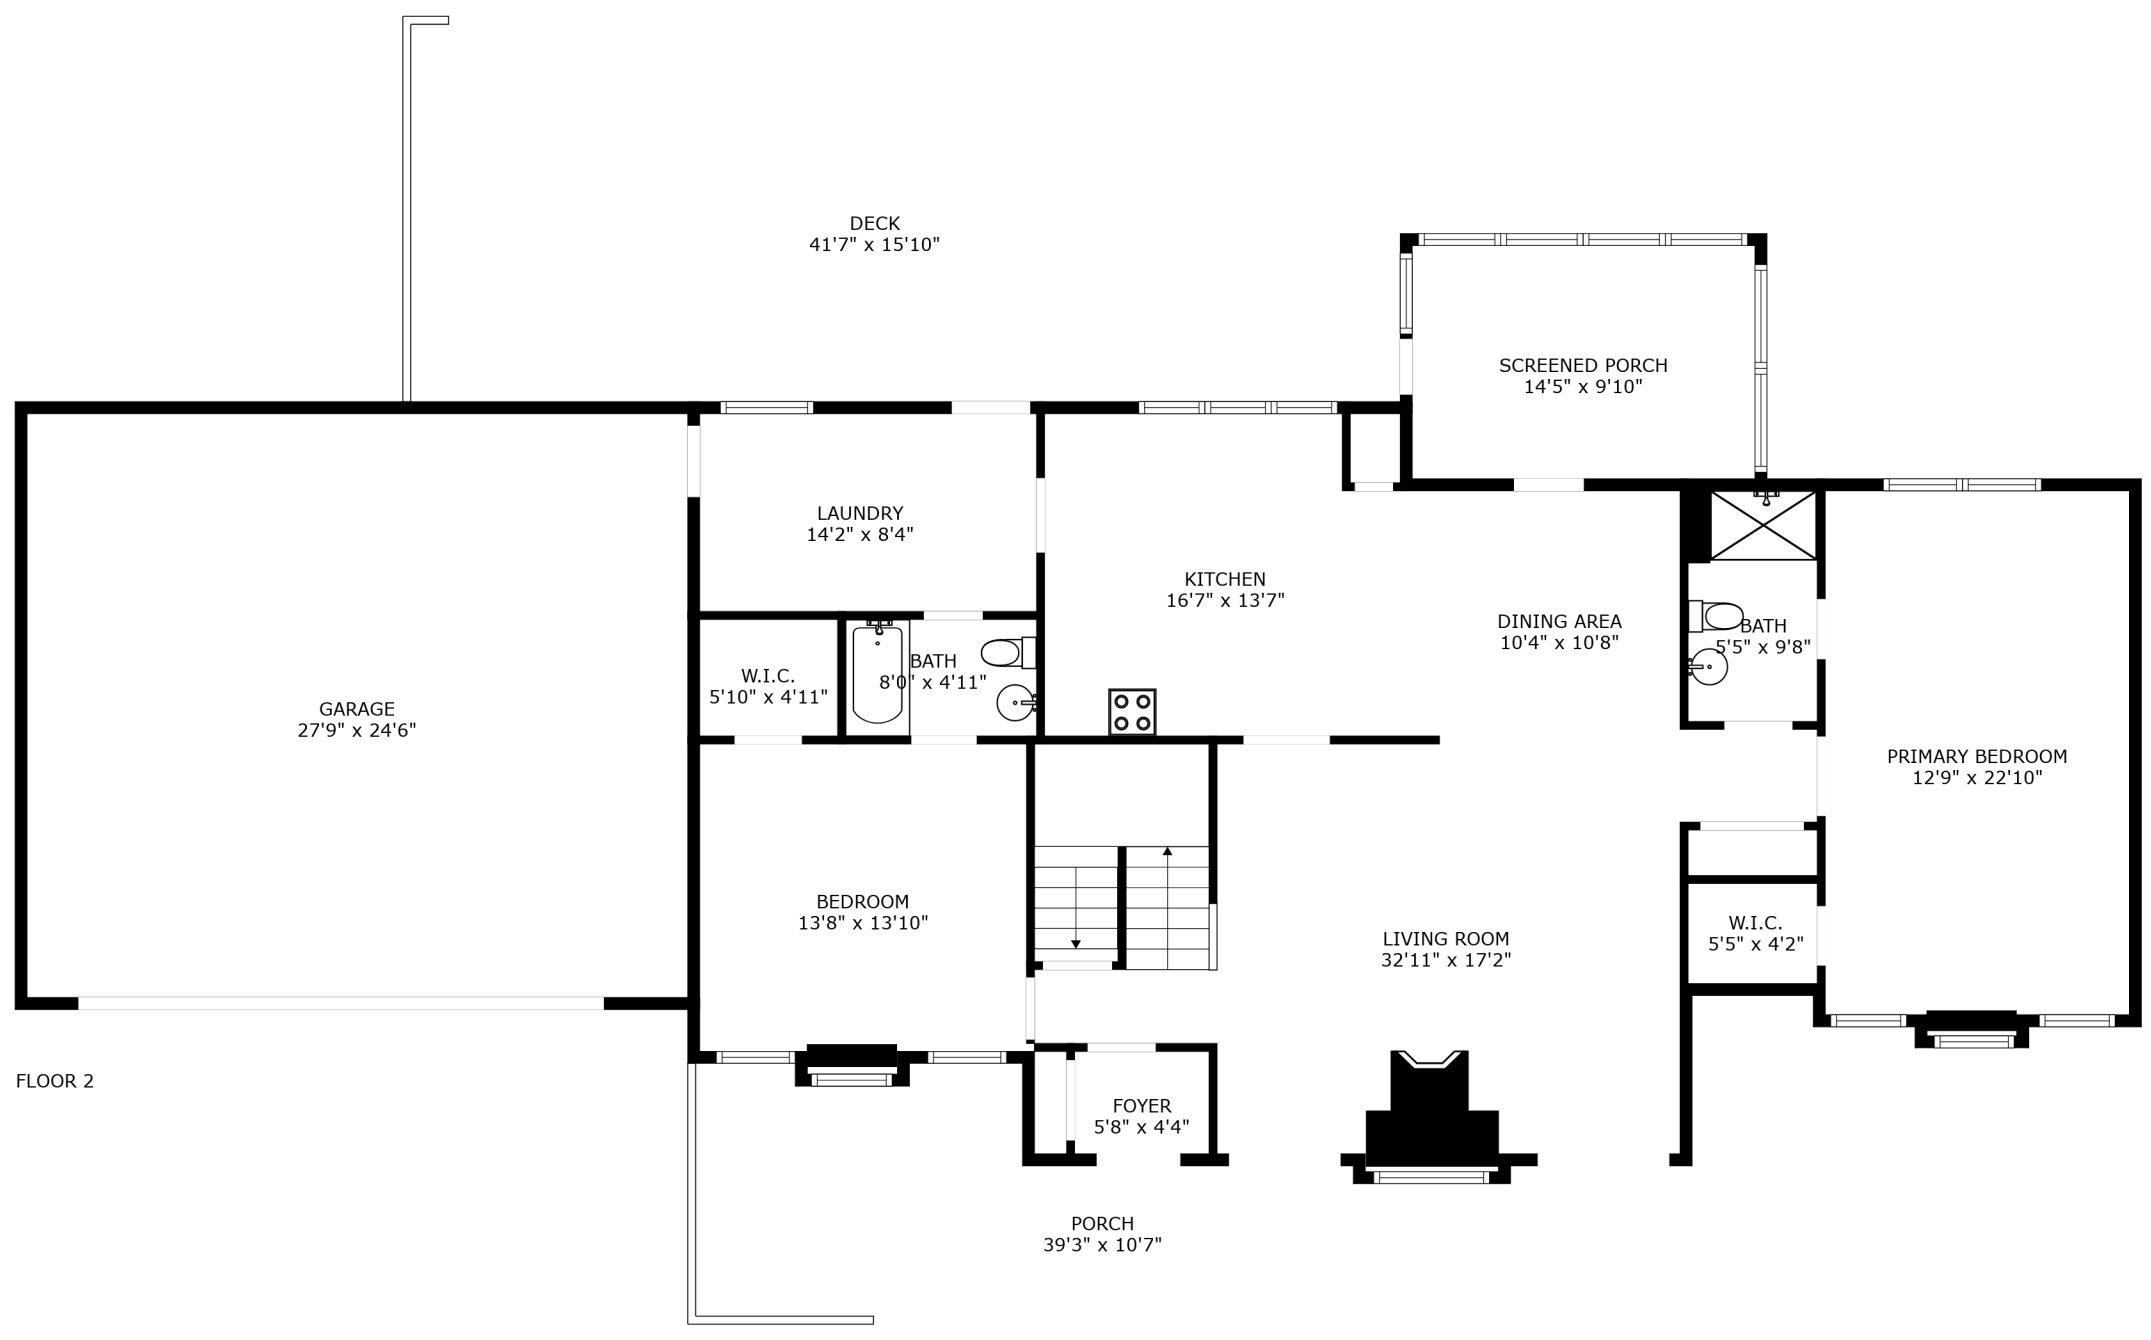 DECK
41'7" x 15'10"
SCREENED PORCH
14'5" x 9'10"
LAUNDRY
14'2" x 8'4"
KITCHEN
16'7" x 13'7"
DINING AREA
10'4" x 10'8"
BATH
5'5" x 9'8"
W.I.C.
5'10" x 4'11"
BATH
8'0" x 4'11"
GARAGE
27'9" x 24'6"
PRIMARY BEDROOM
12'9" x 22'10"
BEDROOM
13'8" x 13'10"
LIVING ROOM
32'11" x 17'2"
W.I.C.
5'5" x 4'2"
FLOOR 2
FOYER
5'8" x 4'4"
PORCH
39'3" x 10'7"